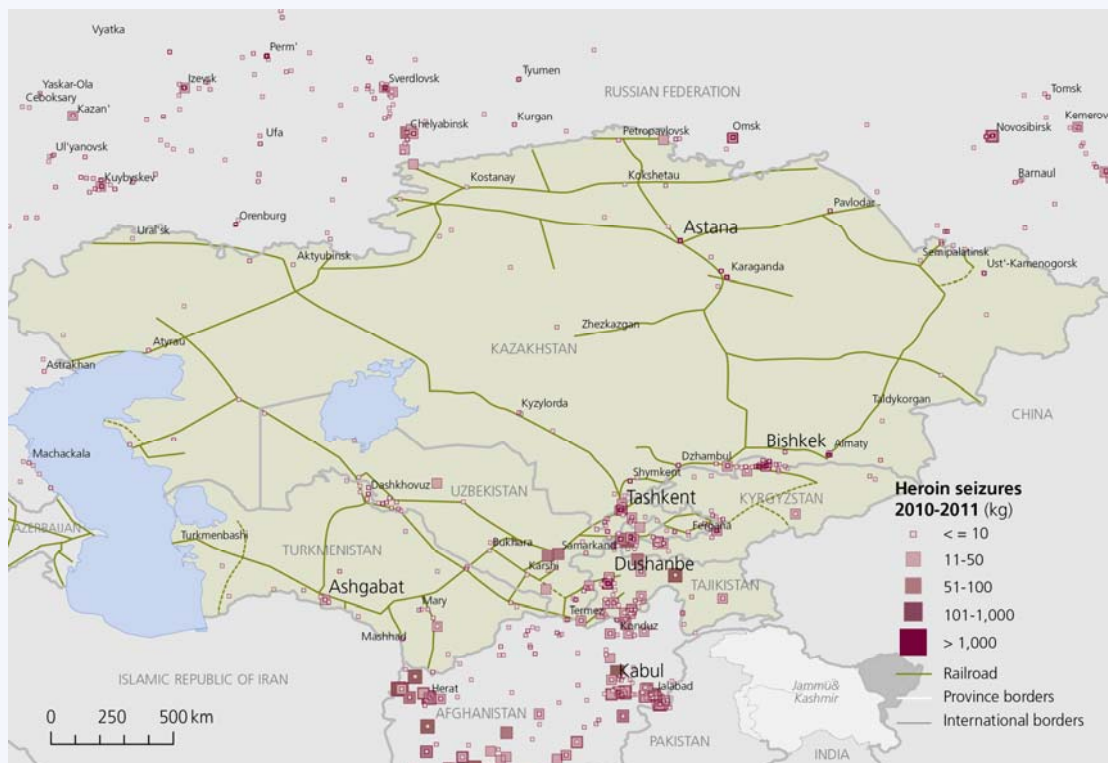 Vyatka
Perm'
Yaskar-Ola
Izevsk
Sverdlovsk
Tyumen
Ceboksary
Kazan'
RUSSIAN FEDERATION
Tomsk
Kemerovo
Chelyabinsk
Kurgan
Petropavlovsk
Omsk
Novosibirsk
Ufa
Ul'yanovsk
Kuybyskev
Kostanay
Kokshetau
Barnaul
Orenburg
Pavlodar
Ural'sk
Astana
Aktyubinsk
Semipalatinsk
Karaganda
Ust'-Kamenogorsk
Zhezkazgan
Atyrau
KAZAKHSTAN
Astrakhan
Kyzylorda
Taldykorgan
CHINA
Bishkek
Almaty
Machackala
Dzhambul
Shymkent
Dashkhovuz
UZBEKISTAN
Tashkent
KYRGYZSTAN
AZERBAIJAN
Fergana
Turkmenbashi
TURKMENISTAN
Bukhara
Samarkand
Karshi
Dushanbe
TAJIKISTAN
Ashgabat
Mary
Termez
Konduz
Mashhad
Kabul
ISLAMIC REPUBLIC OF IRAN
Herat
Jalabad
AFGHANISTAN
Jammu&
Kashmir
PAKISTAN
INDIA
0 250 500 km
Heroin seizures
2010-2011 (kg)
< = 10
11-50
51-100
101-1,000
> 1,000
Railroad
Province borders
International borders